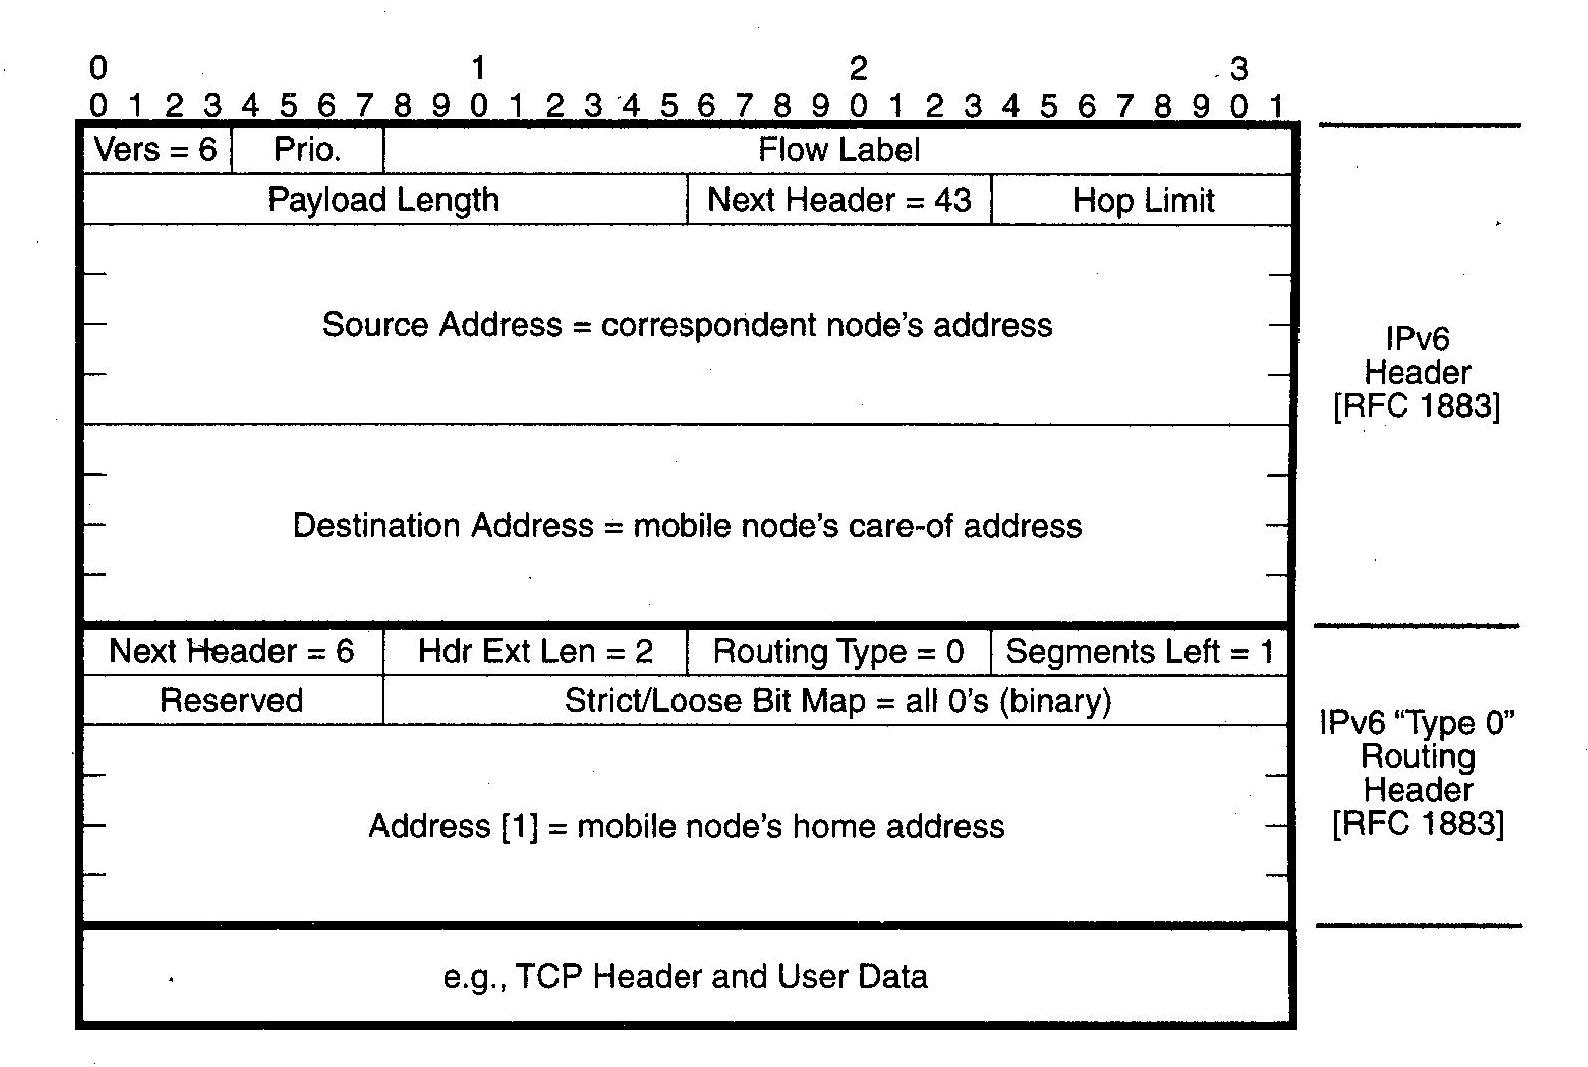 0 1 2 3
0 1 2 3 4 5 6 7 8 9 0 1 2 3 4 5 6 7 8 9 0 1 2 3 4 5 6 7 8 9 0 1
Vers = 6 Prio. Flow Label
Payload Length Next Header = 43 Hop Limit
Source Address = correspondent node's address
Destination Address = mobile node's care-of address
IPv6
Header
[RFC 1883]
Next Header = 6 Hdr Ext Len = 2 Routing Type = 0 Segments Left = 1
Reserved Strict/Loose Bit Map = all 0's (binary)
Address [1] = mobile node's home address
IPv6 “Type 0”
Routing
Header
[RFC 1883]
e.g., TCP Header and User Data